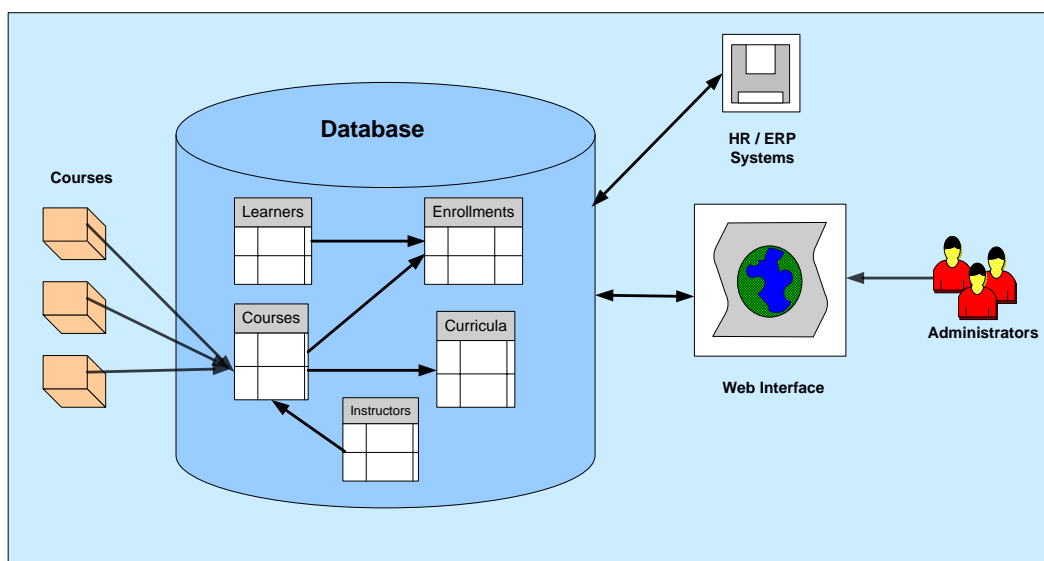 Database
HR / ERP
Systems
Courses
Learners
Enrollments
Courses
Curricula
Instructors
Administrators
Web Interface